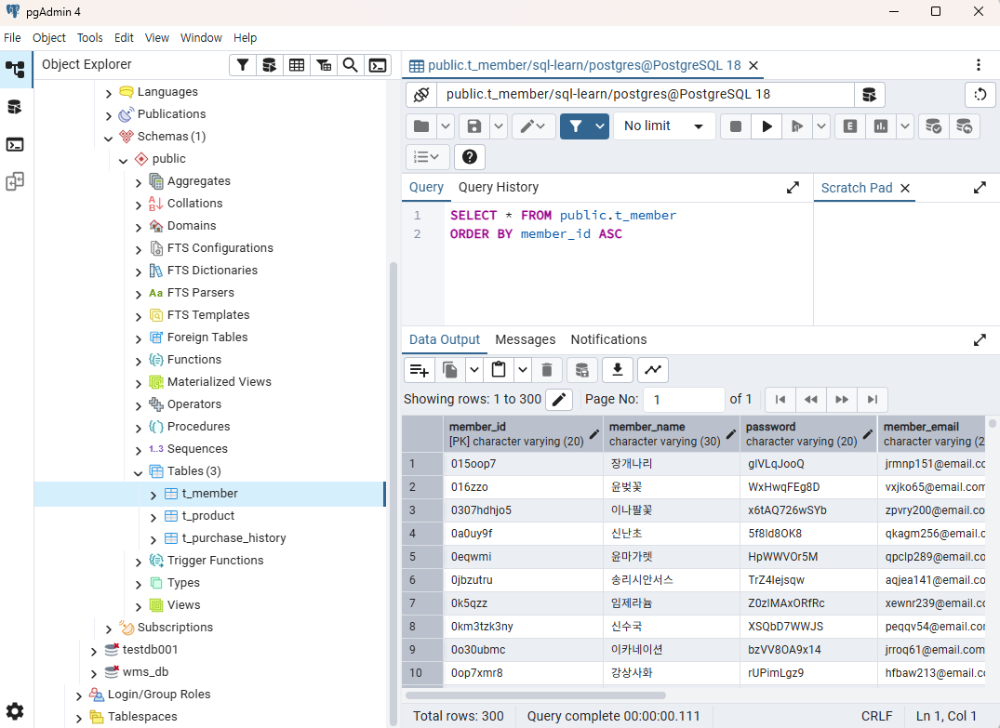 pgAdmin 4
File Object Tools Edit View Window Help
Object Explorer
Languages
Publications
Schemas (1)
public
Aggregates
Collations
Domains
FTS Configurations
FTS Dictionaries
Aa FTS Parsers
FTS Templates
Foreign Tables
Functions
Materialized Views
Operators
Procedures
1..3 Sequences
Tables (3)
t_member
t_product
t_purchase_history
Trigger Functions
Types
Views
Subscriptions
testdb001
wms_db
Login/Group Roles
Tablespaces
public.t_member/sql-learn/postgres@PostgreSQL 18
public.t_member/sql-learn/postgres@PostgreSQL 18
No limit
E
Query Query History
Scratch Pad
1 SELECT * FROM public.t_member
2 ORDER BY member_id ASC
Data Output Messages Notifications
Showing rows: 1 to 300 Page No: 1 of 1
member_id member_name password member_email
[PK] character varying (20) character varying (30) character varying (20) character varying (2
1 015oop7 장개나리 glVLqJooQ jrmnp151@email.co
2 016zzo 윤벚꽃 WxHwqFEg8D vxjko65@email.com
3 0307hdhjo5 이나팔꽃 x6tAQ726wSYb zpvry200@email.co
4 0a0uy9f 신난초 5f8Id8OK8 qkagm256@email.co
5 0eqwmi 윤마가렛 HpWWVOr5M qpclp289@email.co
6 0jbzutru 송리시안서스 TrZ4lejsqw aqjea141@email.co
7 0k5qzz 임제라늄 Z0zlMAxORfRc xewnr239@email.co
8 0km3tzk3ny 신수국 XSQbD7WWJS peqqv54@email.co
9 0o30ubmc 이카네이션 bzVV8OA9x14 jrroq61@email.com
10 0op7xmr8 강상사화 rUPimLgz9 hfbaw213@email.co
Total rows: 300 Query complete 00:00:00.111 CRLF Ln 1, Col 1